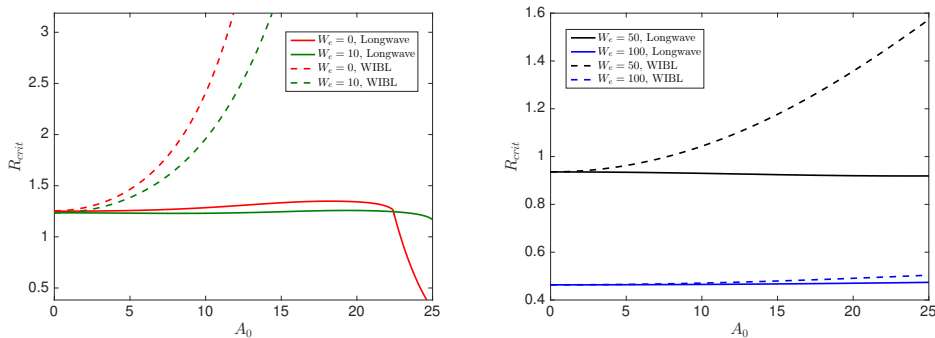 W_e = 0, Longwave
W_e = 10, Longwave
W_e = 0, WIBL
W_e = 10, WIBL
3
2.5
2
1.5
1
0.5
R_crit
0 5 10 15 20 25
A_0
W_e = 50, Longwave
W_e = 100, Longwave
W_e = 50, WIBL
W_e = 100, WIBL
1.6
1.4
1.2
1
0.8
0.6
0.4
R_crit
0 5 10 15 20 25
A_0